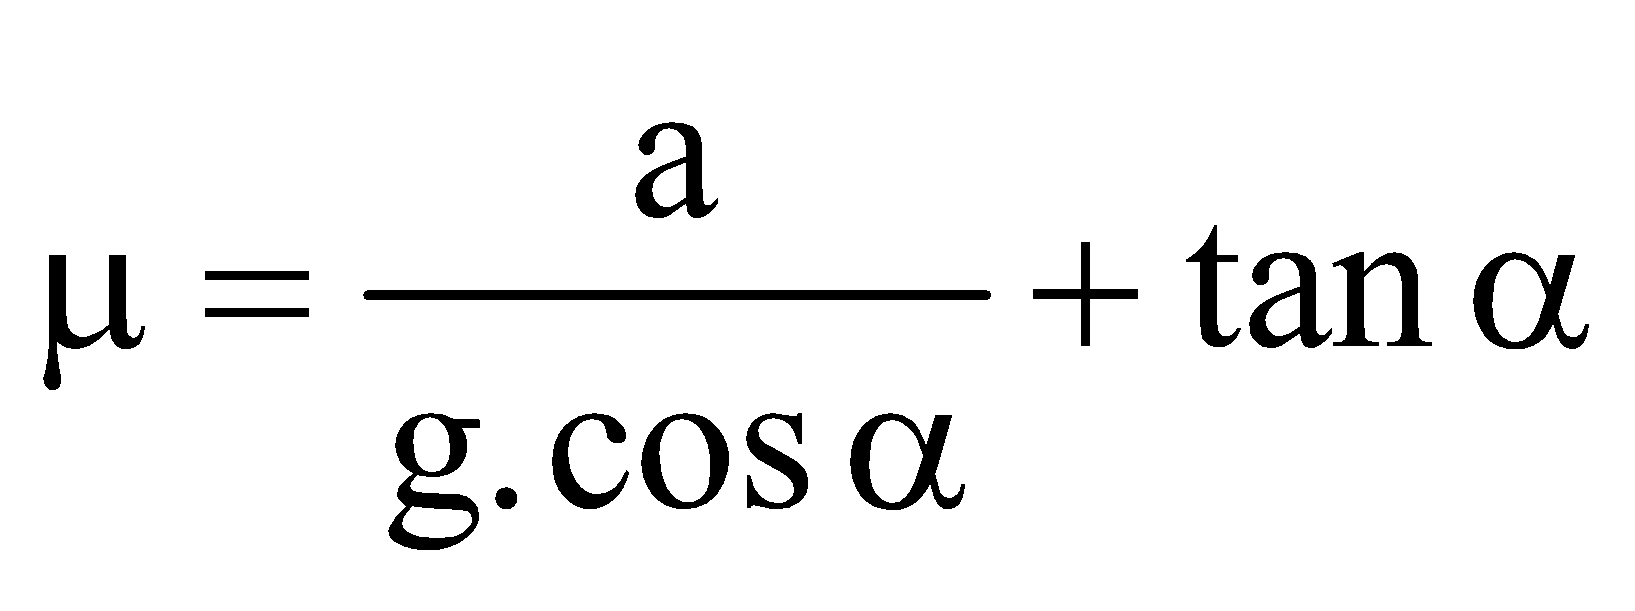 μ = a / g.cos α + tan α